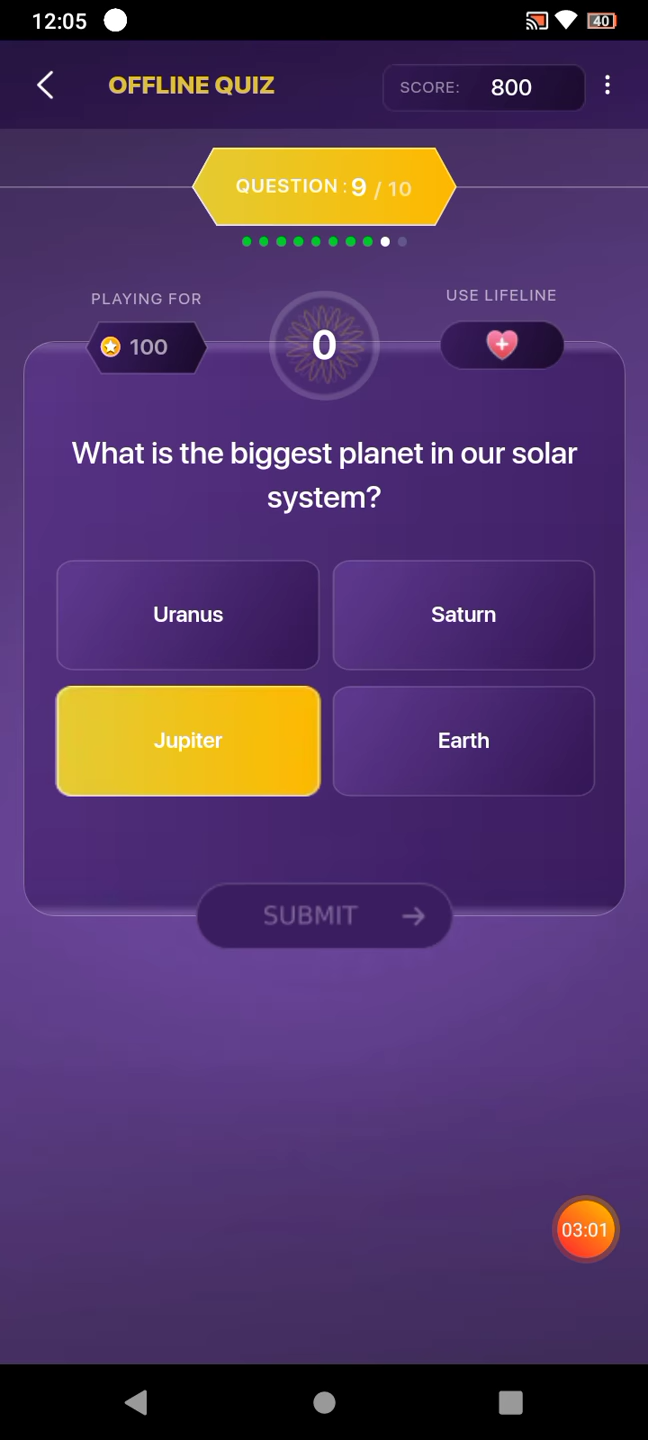 12:05
40
OFFLINE QUIZ
SCORE: 800
QUESTION : 9 / 10
PLAYING FOR
USE LIFELINE
100
0
What is the biggest planet in our solar
system?
Uranus
Saturn
Jupiter
Earth
SUBMIT
03:01